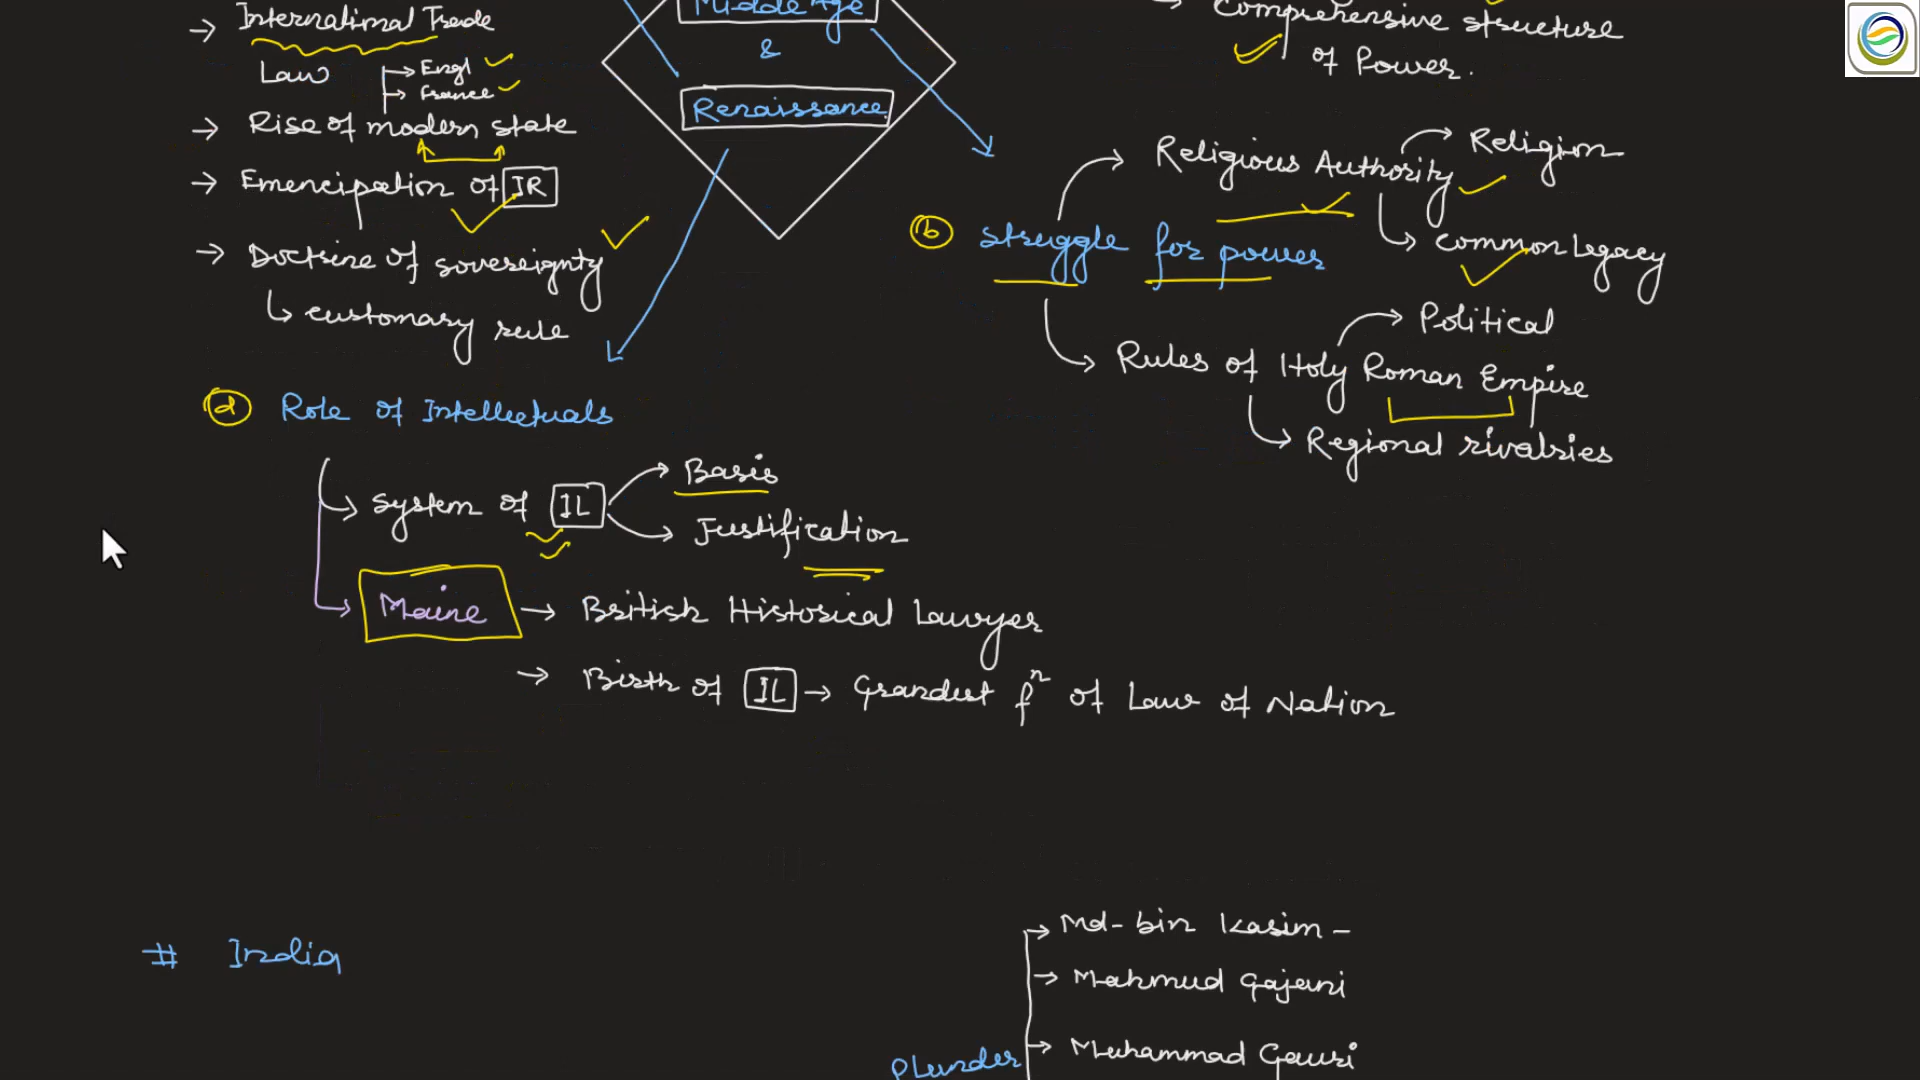 → International Trade
Law → Engl
→ France
→ Rise of modern state
→ Emencipation of IR
→ Doctrine of sovereignty
↳ customary rule
Middle Age
&
Renaissance
→ Comprehensive structure
of Power.
(b) struggle for power
→ Religious Authority → Religion
↳ common Legacy
→ Rules of Holy Roman Empire → Political
↳ Regional rivalries
(d) Role of Intellectuals
↳ System of IL → Basis
→ Justification
↳ Maine → British Historical Lawyer
→ Birth of IL → Grandest fn of Law of Nation
# India
Plunder
→ Md-bin Kasim -
→ Mahmud Gajani
→ Muhammad Gauri